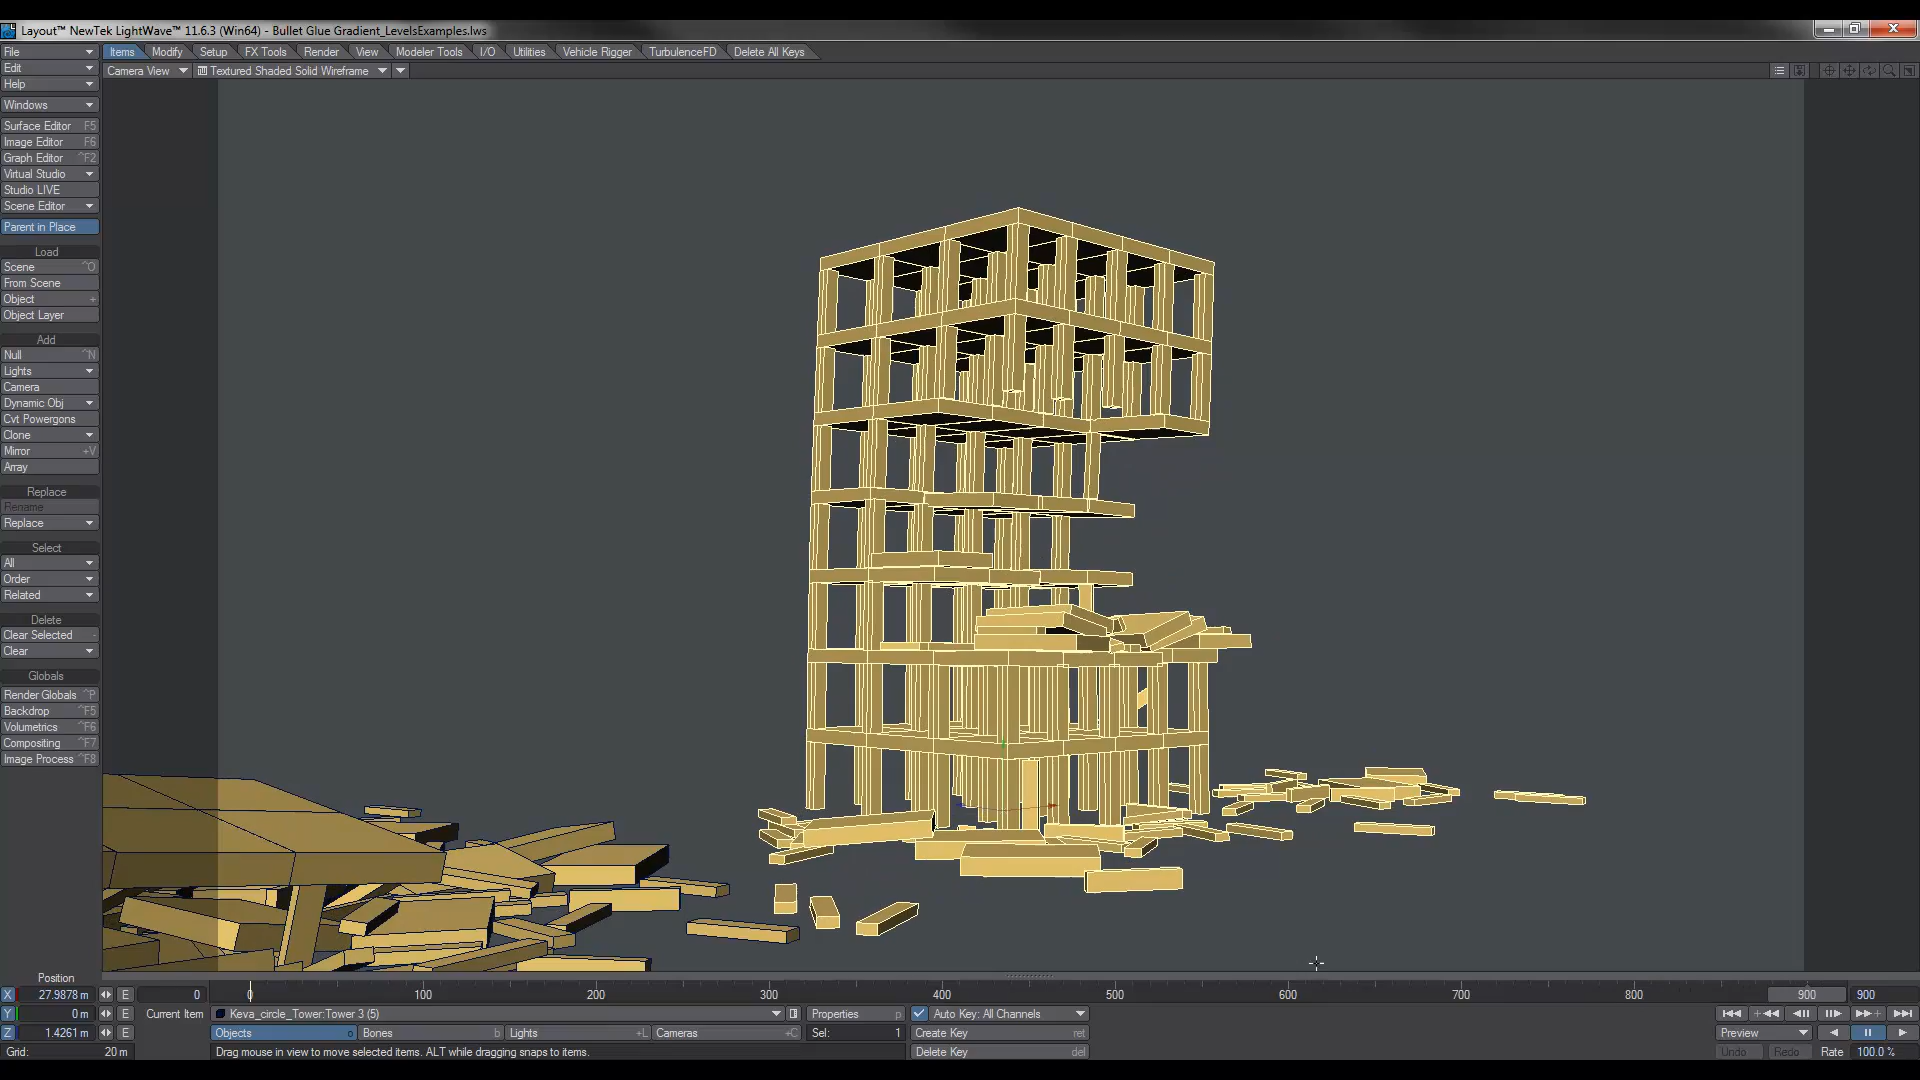 Layout™ NewTek LightWave™ 11.6.3 (Win64) - Bullet Glue Gradient_LevelsExamples.lws
File
Items Modify Setup FX Tools Render View Modeler Tools I/O Utilities Vehicle Rigger TurbulenceFD Delete All Keys
Edit
Camera View Textured Shaded Solid Wireframe
Help
Windows
Surface Editor F5
Image Editor F6
Graph Editor ^F2
Virtual Studio
Studio LIVE
Scene Editor
Parent in Place
Load
Scene ^O
From Scene
Object +
Object Layer
Add
Null ^N
Lights
Camera
Dynamic Obj
Cvt Powergons
Clone
Mirror +V
Array
Replace
Rename
Replace
Select
All
Order
Related
Delete
Clear Selected -
Clear
Globals
Render Globals ^P
Backdrop ^F5
Volumetrics ^F6
Compositing ^F7
Image Process ^F8
Position
X 27.9878 m E 0 0 100 200 300 400 500 600 700 800 900 900
Y 0 m E Current Item Keva_circle_Tower:Tower 3 (5) Properties p Auto Key: All Channels
Z 1.4261 m E Objects o Bones b Lights +L Cameras +C Sel: 1 Create Key ret Preview
Grid: 20 m Drag mouse in view to move selected items. ALT while dragging snaps to items. Delete Key del Undo Redo Rate 100.0 %